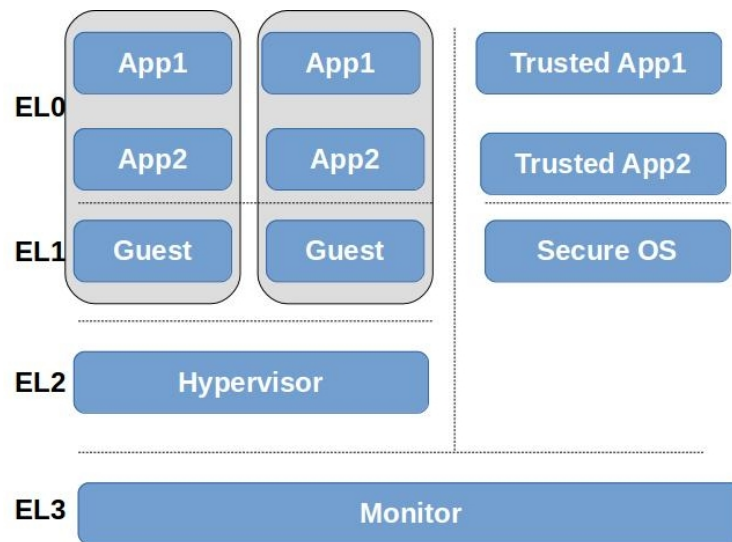 App1 App1 Trusted App1
EL0
App2 App2 Trusted App2
EL1 Guest Guest Secure OS
EL2 Hypervisor
EL3 Monitor